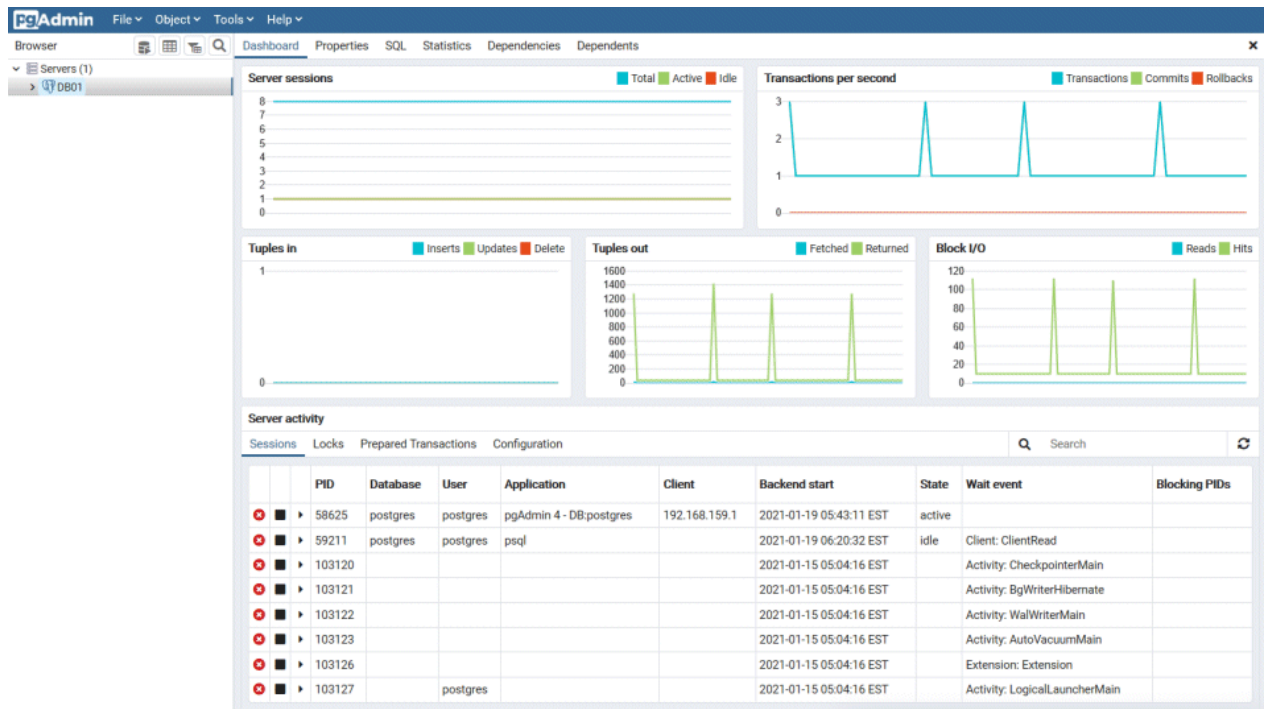 pgAdmin File Object Tools Help
Browser
Dashboard Properties SQL Statistics Dependencies Dependents
Servers (1)
DB01
Server sessions
Total Active Idle
8
7
6
5
4
3
2
1
0
Transactions per second
Transactions Commits Rollbacks
3
2
1
0
Tuples in
Inserts Updates Delete
1
0
Tuples out
Fetched Returned
1600
1400
1200
1000
800
600
400
200
0
Block I/O
Reads Hits
120
100
80
60
40
20
0
Server activity
Sessions Locks Prepared Transactions Configuration
Search
PID Database User Application Client Backend start State Wait event Blocking PIDs
58625 postgres postgres pgAdmin 4 - DB:postgres 192.168.159.1 2021-01-19 05:43:11 EST active
59211 postgres postgres psql 2021-01-19 06:20:32 EST idle Client: ClientRead
103120 2021-01-15 05:04:16 EST Activity: CheckpointerMain
103121 2021-01-15 05:04:16 EST Activity: BgWriterHibernate
103122 2021-01-15 05:04:16 EST Activity: WalWriterMain
103123 2021-01-15 05:04:16 EST Activity: AutoVacuumMain
103126 2021-01-15 05:04:16 EST Extension: Extension
103127 postgres 2021-01-15 05:04:16 EST Activity: LogicalLauncherMain